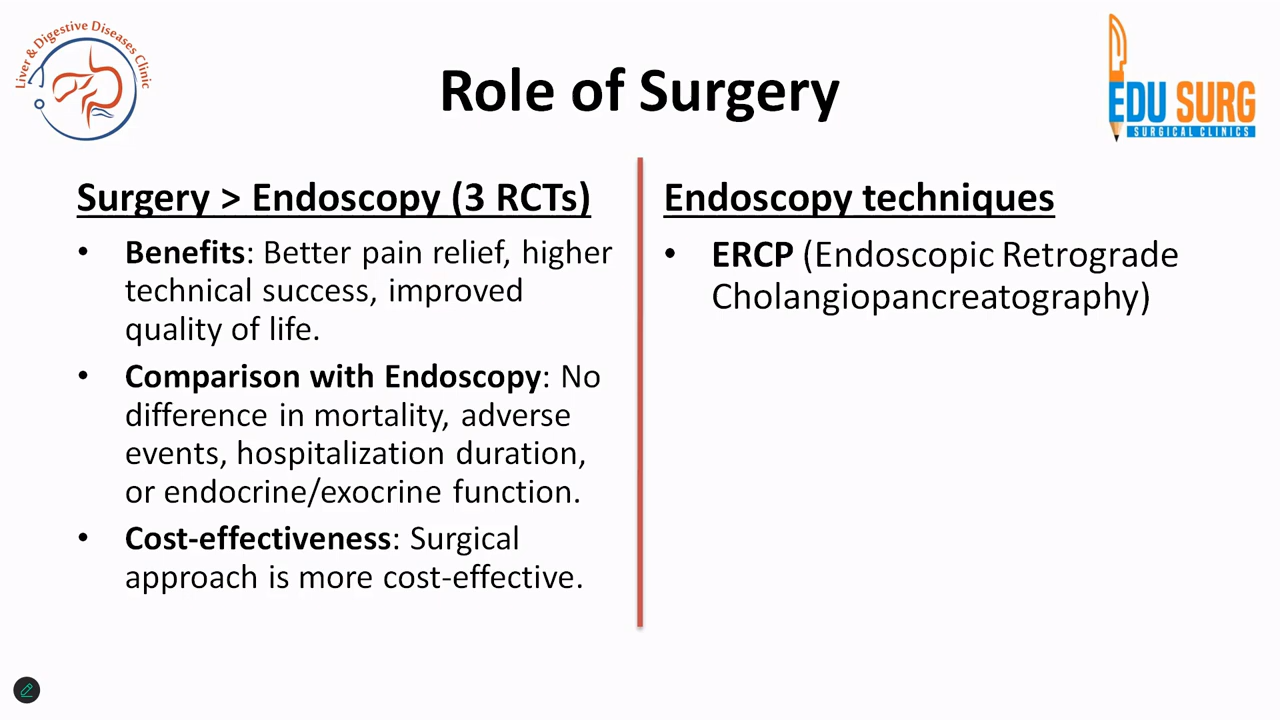 Liver & Digestive Diseases Clinic
EDU SURG
SURGICAL CLINICS
Role of Surgery
Surgery > Endoscopy (3 RCTs)
• Benefits: Better pain relief, higher
technical success, improved
quality of life.
• Comparison with Endoscopy: No
difference in mortality, adverse
events, hospitalization duration,
or endocrine/exocrine function.
• Cost-effectiveness: Surgical
approach is more cost-effective.
Endoscopy techniques
• ERCP (Endoscopic Retrograde
Cholangiopancreatography)